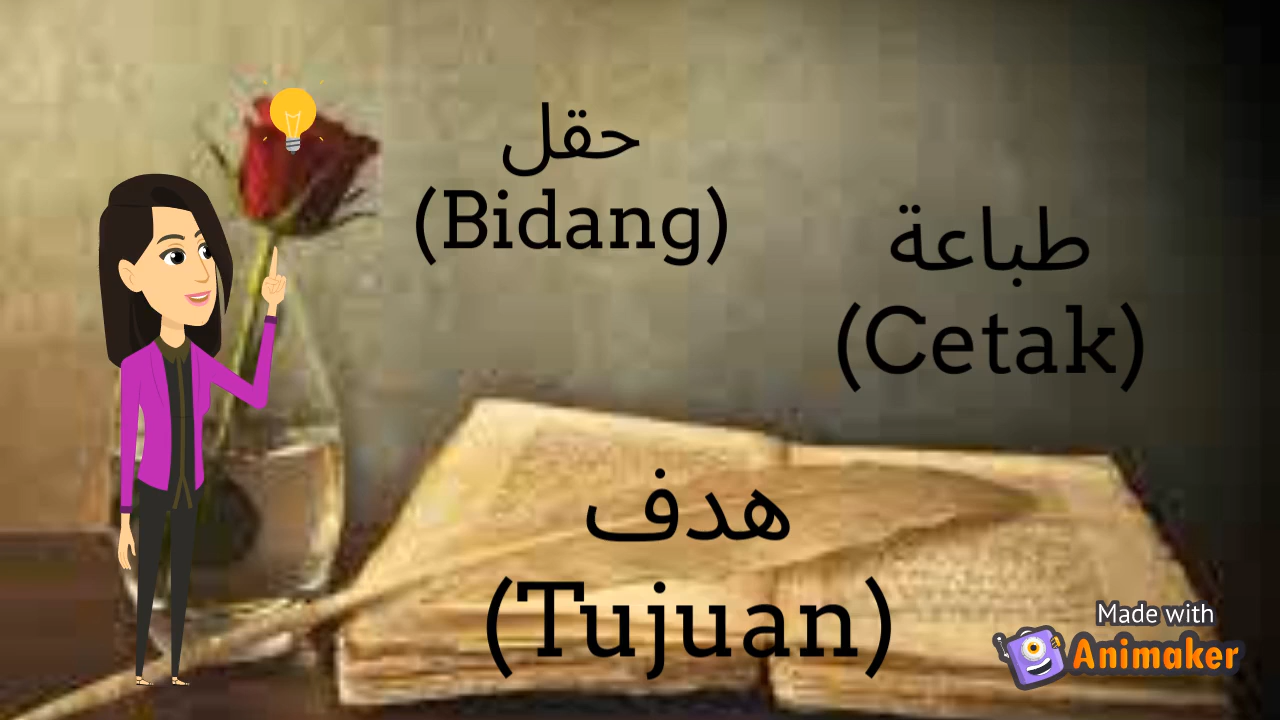 حقل
(Bidang)
طباعة
(Cetak)
هدف
(Tujuan)
Made with
Animaker